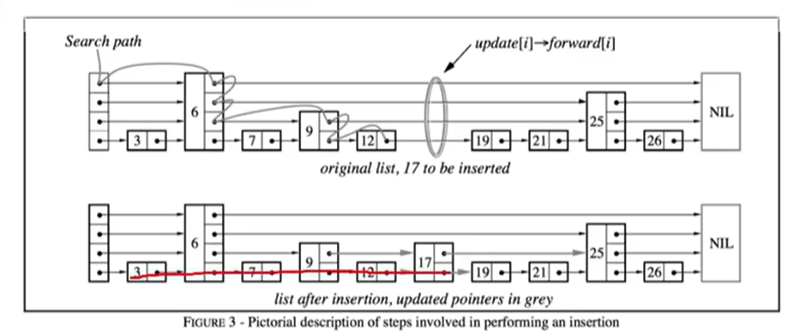 Search path
update[i]→forward[i]
6 NIL
25
9
3 7 12 19 21 26
original list, 17 to be inserted
6 NIL
25
9 17
3 7 12 19 21 26
list after insertion, updated pointers in grey
FIGURE 3 - Pictorial description of steps involved in performing an insertion